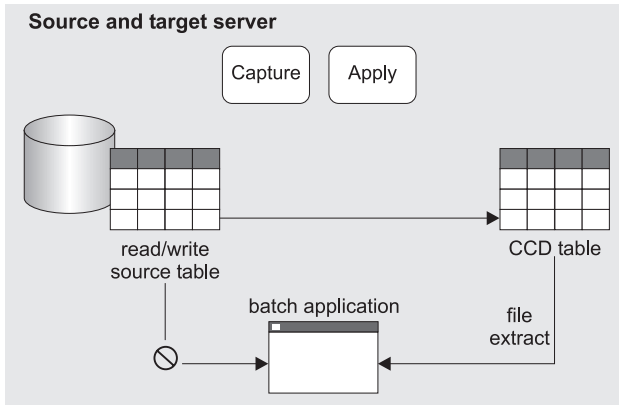 Source and target server
Capture
Apply
read/write
source table
CCD table
batch application
file
extract